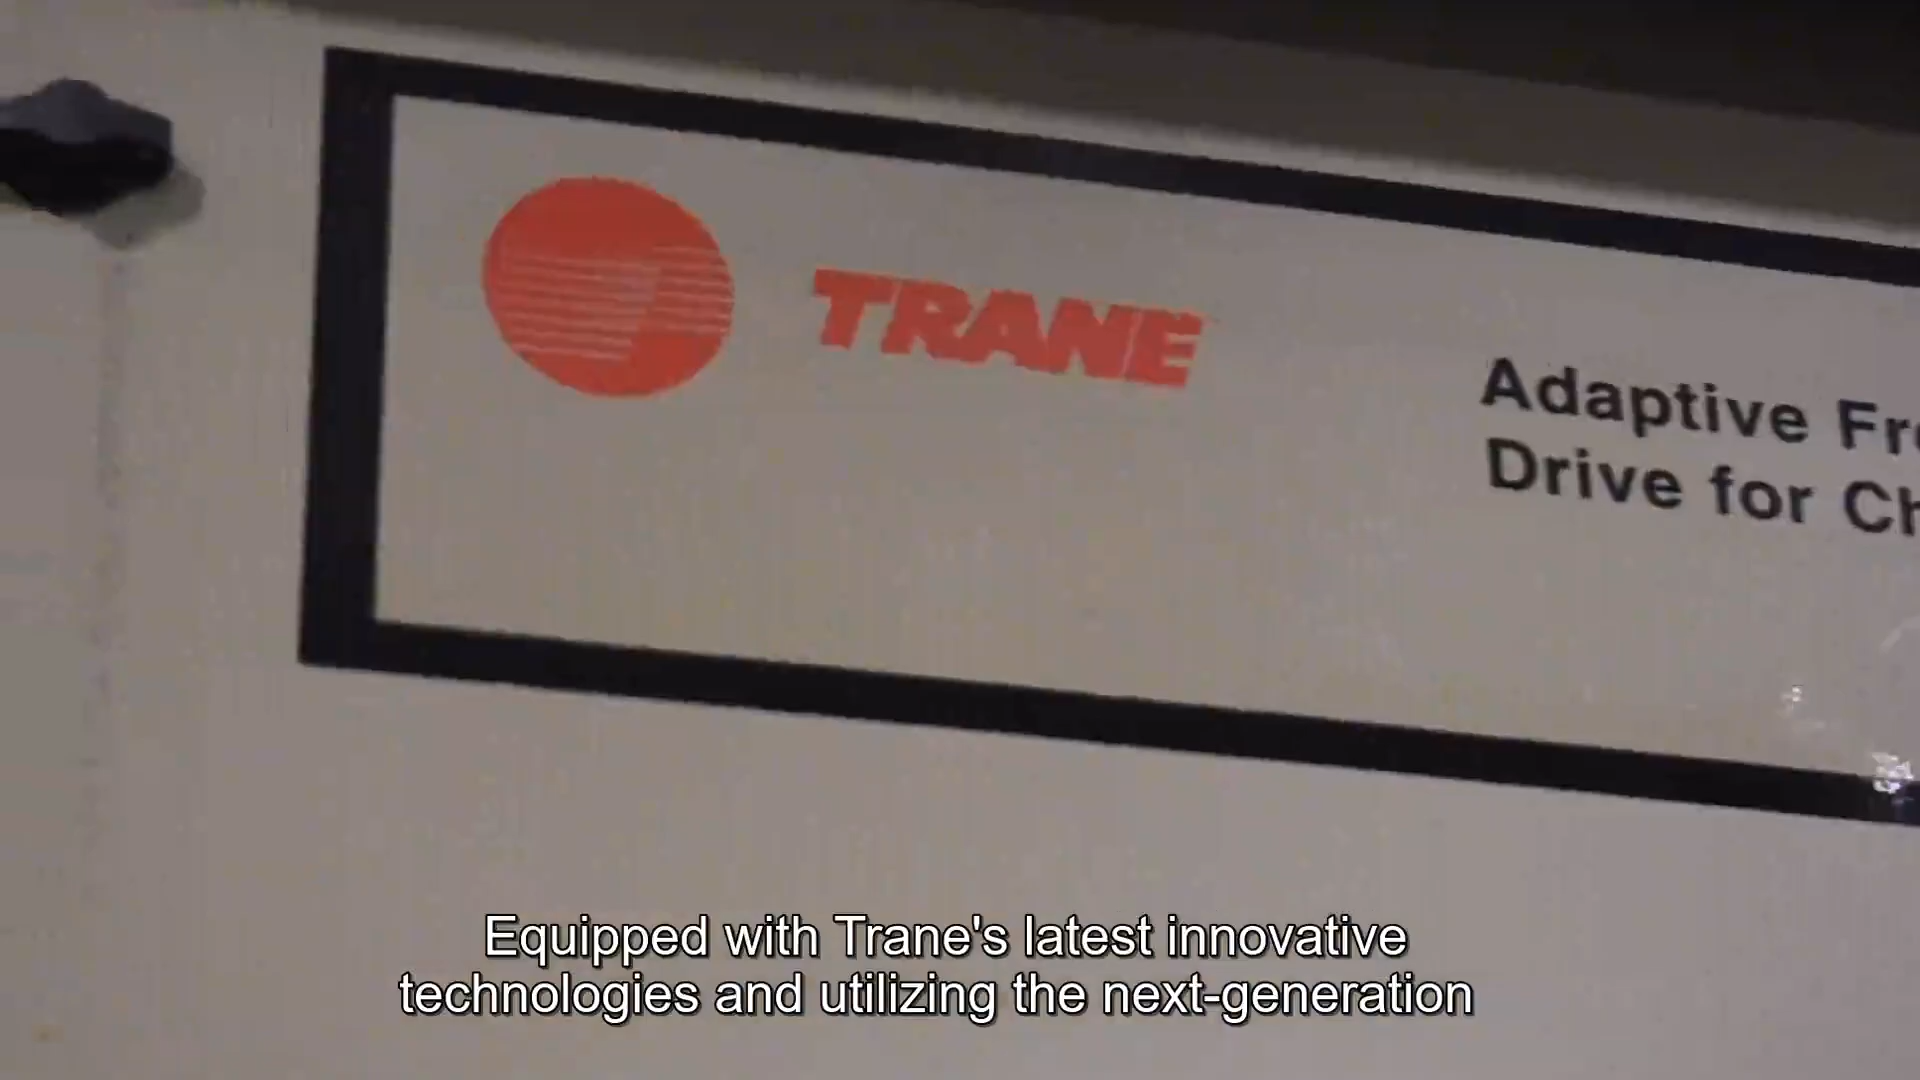 TRANE
Adaptive
Drive for
Equipped with Trane's latest innovative
technologies and utilizing the next-generation